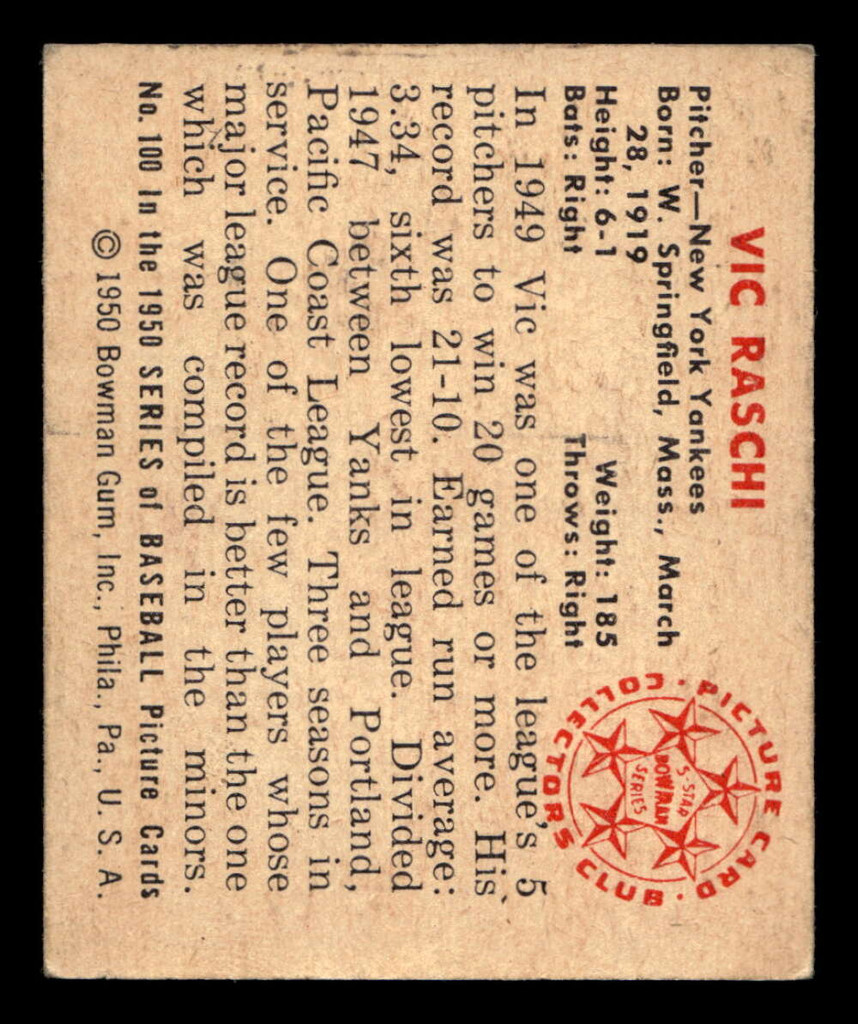 VIC RASCHI
Pitcher—New York Yankees
Born: W. Springfield, Mass., March
28, 1919
Height: 6-1 Weight: 185
Bats: Right Throws: Right
PICTURE CARD COLLECTORS CLUB
5-STAR
BOWMAN
SERIES
In 1949 Vic was one of the league's 5
pitchers to win 20 games or more. His
record was 21-10. Earned run average:
3.34, sixth lowest in league. Divided
1947 between Yanks and Portland,
Pacific Coast League. Three seasons in
service. One of the few players whose
major league record is better than the one
which was compiled in the minors.
No. 100 In the 1950 SERIES of BASEBALL Picture Cards
© 1950 Bowman Gum, Inc., Phila., Pa., U. S. A.